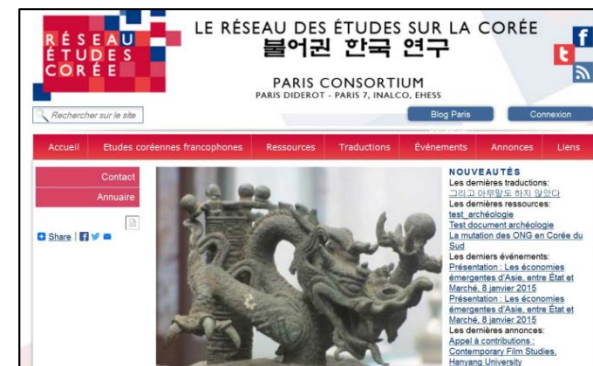 RÉSEAU
ÉTUDES
CORÉE
LE RÉSEAU DES ÉTUDES SUR LA CORÉE
불어권 한국 연구
PARIS CONSORTIUM
PARIS DIDEROT - PARIS 7, INALCO, EHESS
Rechercher sur le site
Blog Paris
Connexion
Accueil
Etudes coréennes francophones
Ressources
Traductions
Événements
Annonces
Liens
Contact
Annuaire
Share
NOUVEAUTÉS
Les dernières traductions:
그리고 아무말도 하지 않았다
Les dernières ressources:
test_archéologie
Test document archéologie
La mutation des ONG en Corée du
Sud
Les derniers événements:
Présentation : Les économies
émergentes d'Asie, entre État et
Marché, 8 janvier 2015
Présentation : Les économies
émergentes d'Asie, entre État et
Marché, 8 janvier 2015
Les dernières annonces:
Appel à contributions :
Contemporary Film Studies,
Hanyang University